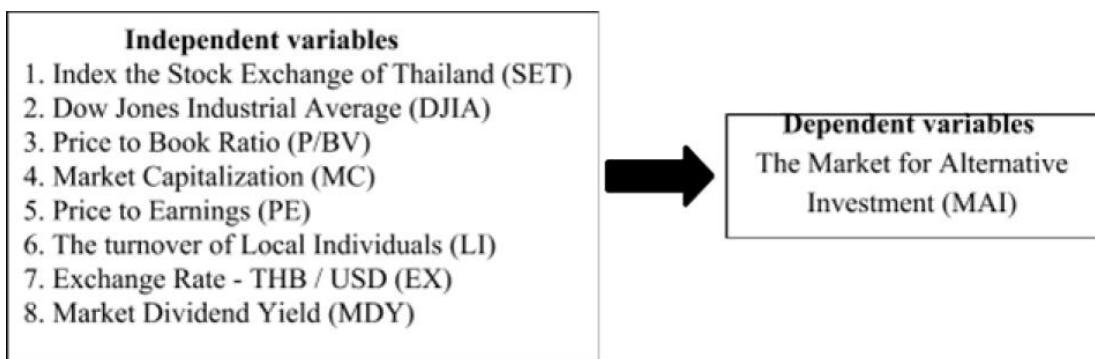 Independent variables
1. Index the Stock Exchange of Thailand (SET)
2. Dow Jones Industrial Average (DJIA)
3. Price to Book Ratio (P/BV)
4. Market Capitalization (MC)
5. Price to Earnings (PE)
6. The turnover of Local Individuals (LI)
7. Exchange Rate - THB / USD (EX)
8. Market Dividend Yield (MDY)
Dependent variables
The Market for Alternative
Investment (MAI)